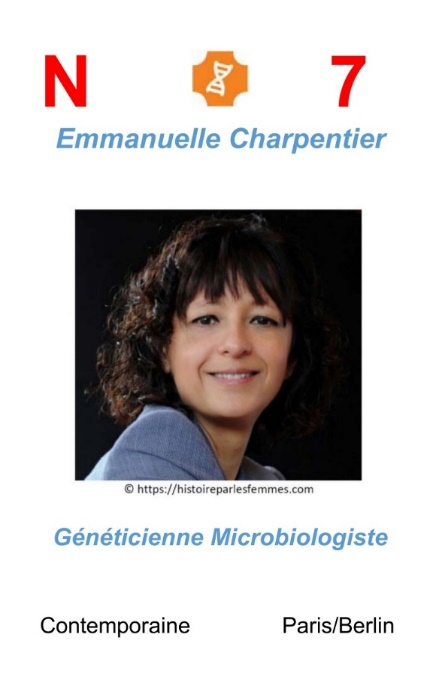 N 7
Emmanuelle Charpentier
© https://histoireparlesfemmes.com
Généticienne Microbiologiste
Contemporaine Paris/Berlin